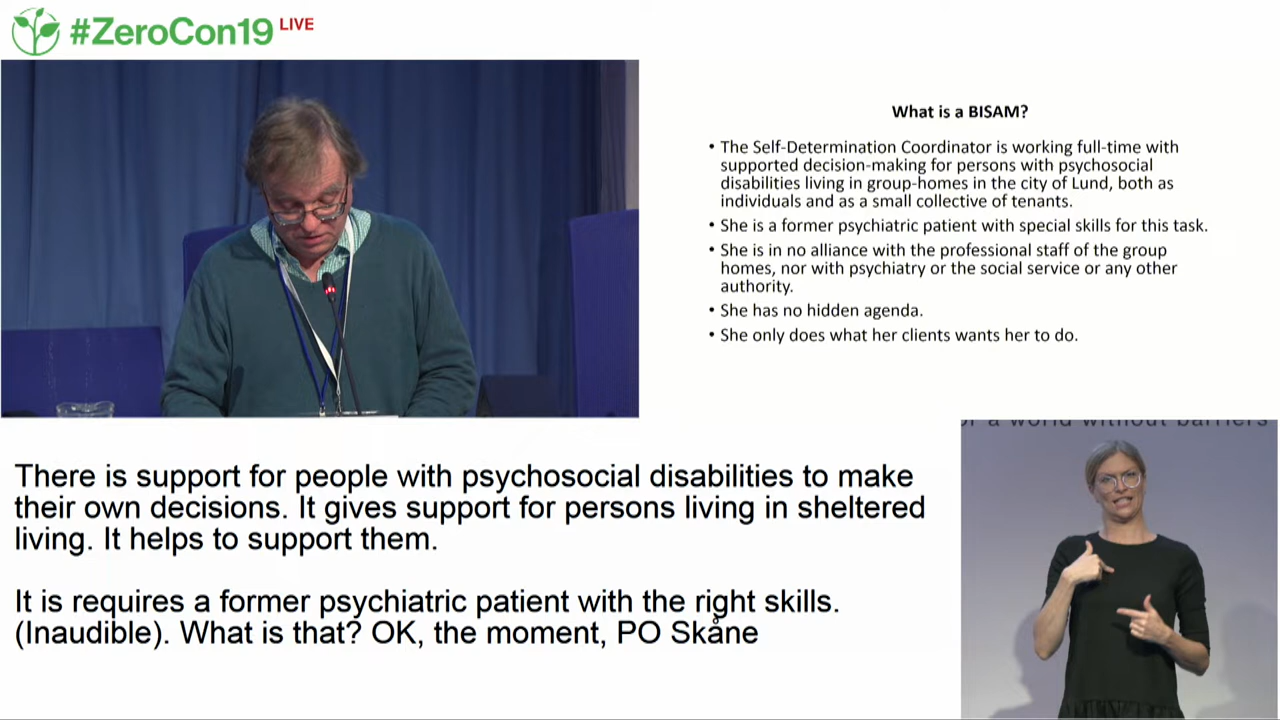 #ZeroCon19 LIVE
What is a BISAM?
• The Self-Determination Coordinator is working full-time with
supported decision-making for persons with psychosocial
disabilities living in group-homes in the city of Lund, both as
individuals and as a small collective of tenants.
• She is a former psychiatric patient with special skills for this task.
• She is in no alliance with the professional staff of the group
homes, nor with psychiatry or the social service or any other
authority.
• She has no hidden agenda.
• She only does what her clients wants her to do.
or a world without barriers
There is support for people with psychosocial disabilities to make
their own decisions. It gives support for persons living in sheltered
living. It helps to support them.
It is requires a former psychiatric patient with the right skills.
(Inaudible). What is that? OK, the moment, PO Skåne